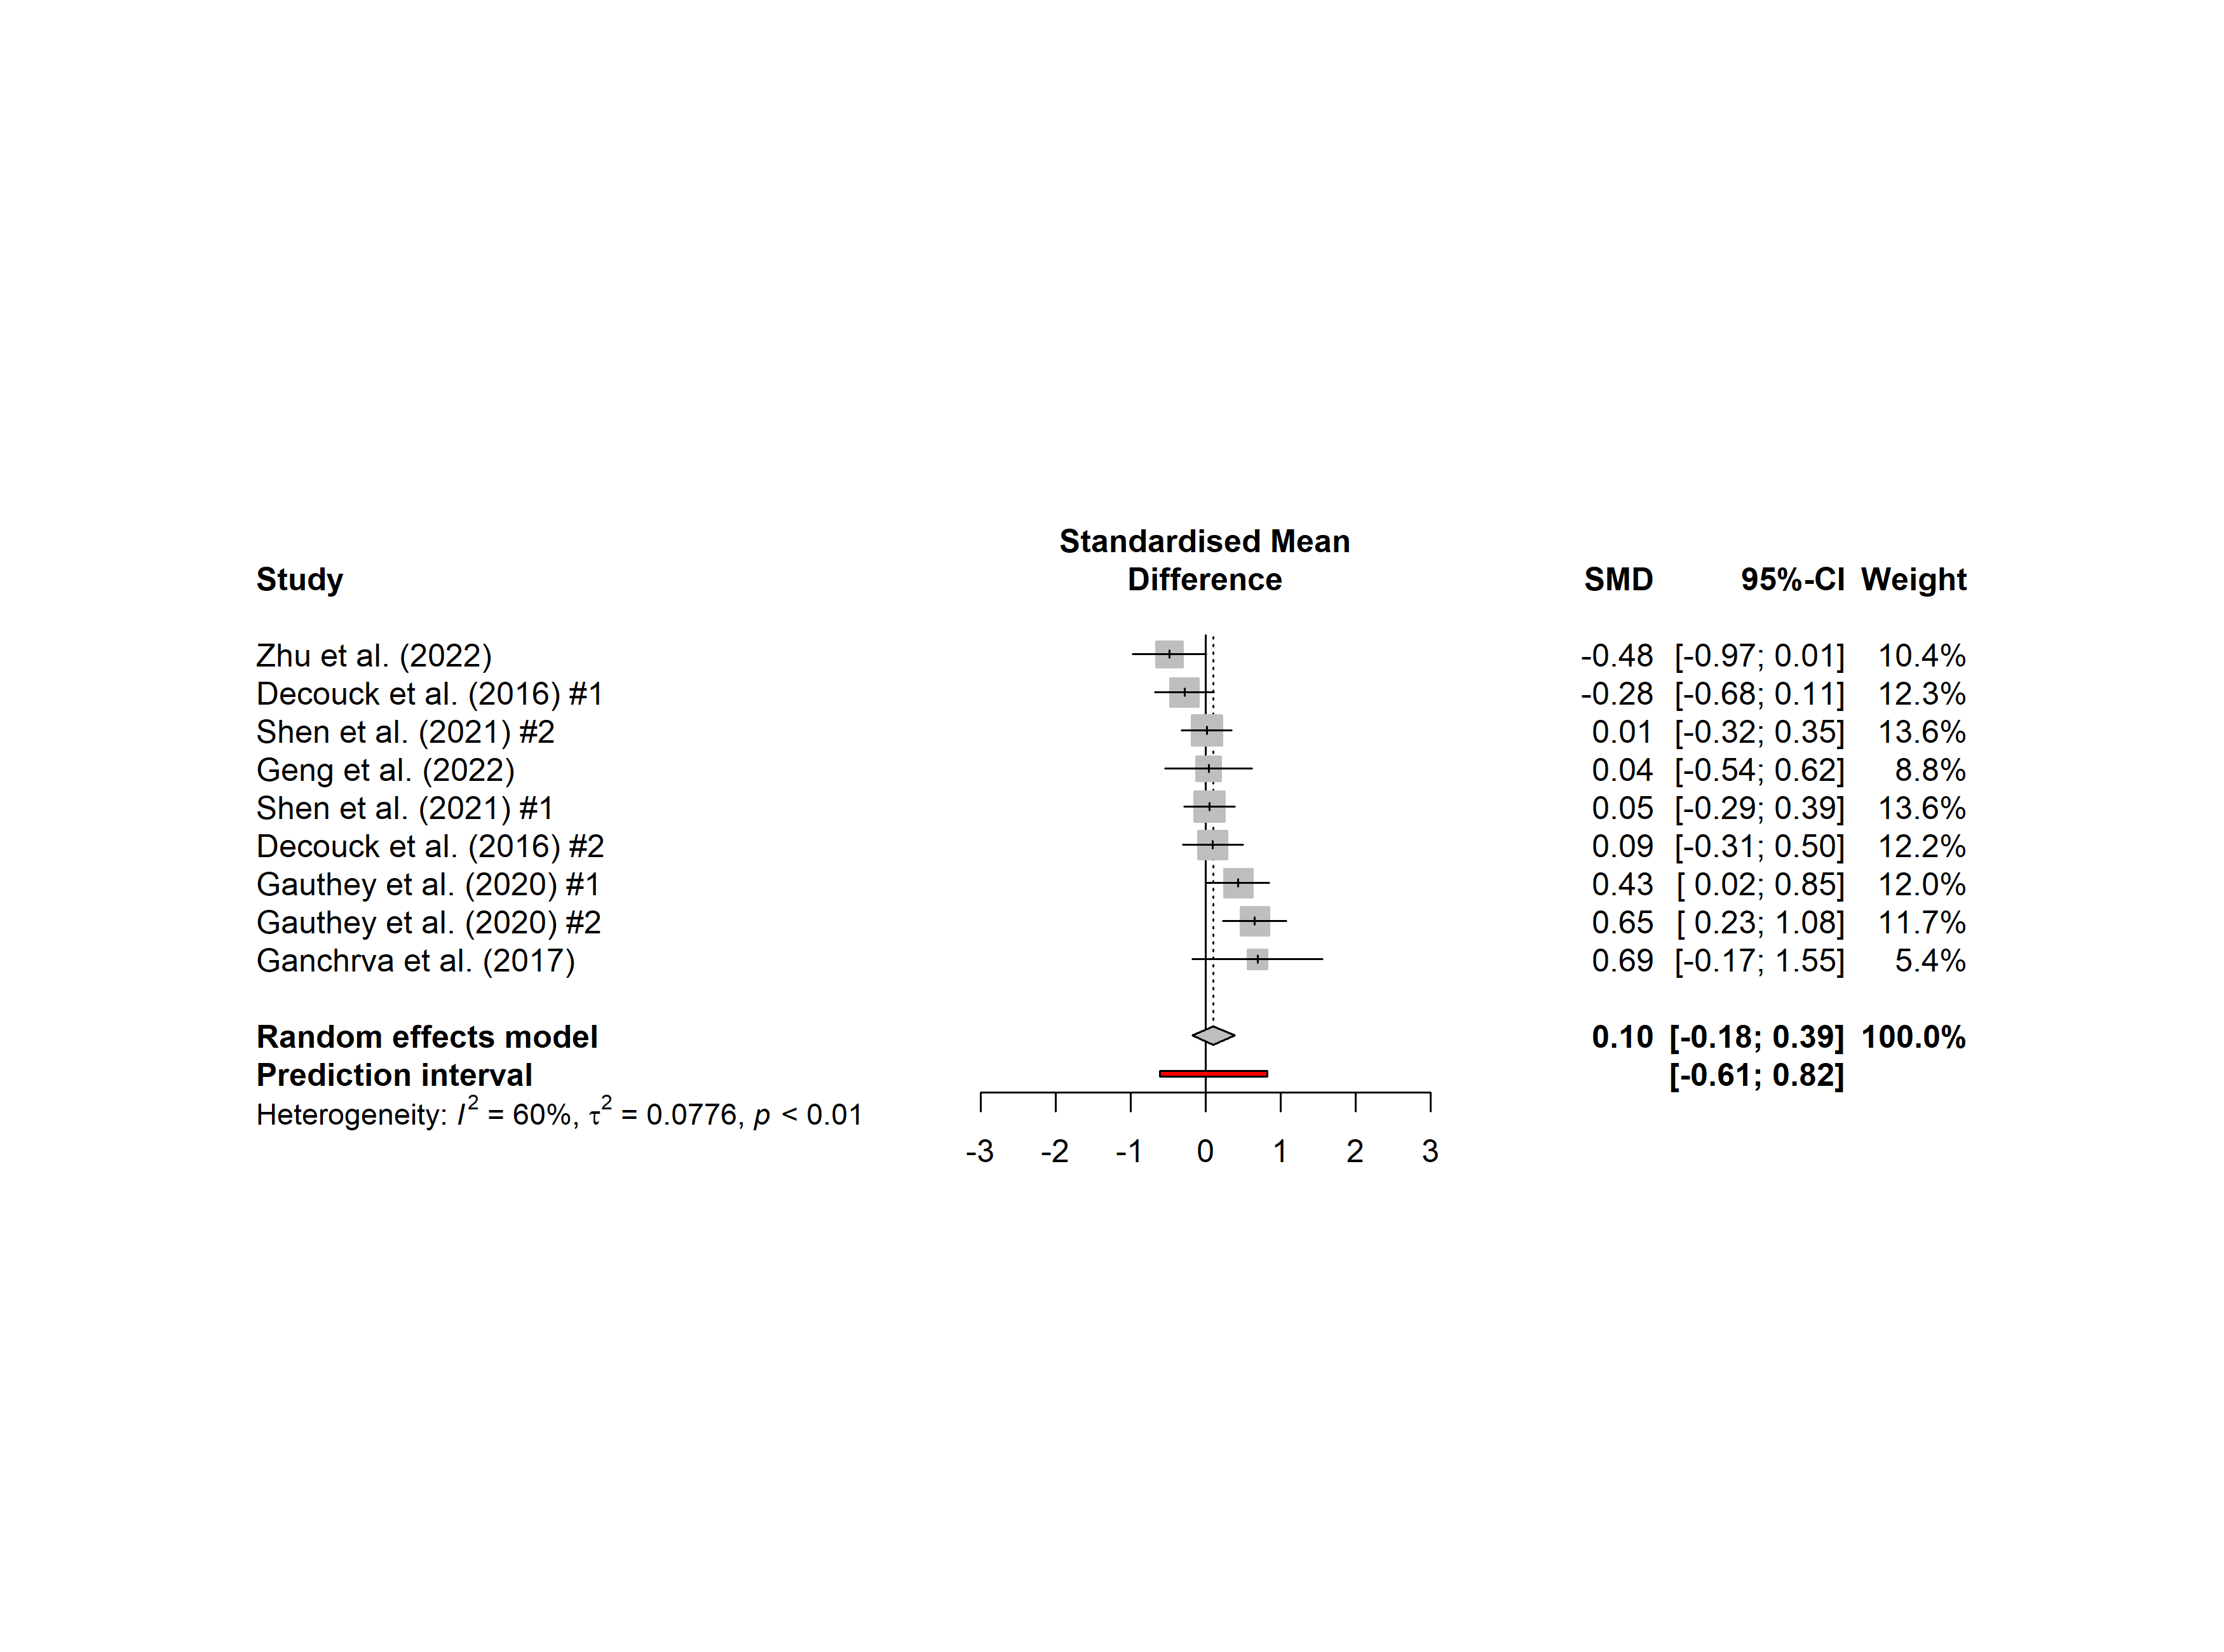 Standardised Mean
Study Difference SMD 95%-CI Weight
Zhu et al. (2022) -0.48 [-0.97; 0.01] 10.4%
Decouck et al. (2016) #1 -0.28 [-0.68; 0.11] 12.3%
Shen et al. (2021) #2 0.01 [-0.32; 0.35] 13.6%
Geng et al. (2022) 0.04 [-0.54; 0.62] 8.8%
Shen et al. (2021) #1 0.05 [-0.29; 0.39] 13.6%
Decouck et al. (2016) #2 0.09 [-0.31; 0.50] 12.2%
Gauthey et al. (2020) #1 0.43 [ 0.02; 0.85] 12.0%
Gauthey et al. (2020) #2 0.65 [ 0.23; 1.08] 11.7%
Ganchrva et al. (2017) 0.69 [-0.17; 1.55] 5.4%
Random effects model 0.10 [-0.18; 0.39] 100.0%
Prediction interval [-0.61; 0.82]
Heterogeneity: I² = 60%, τ² = 0.0776, p < 0.01
-3 -2 -1 0 1 2 3